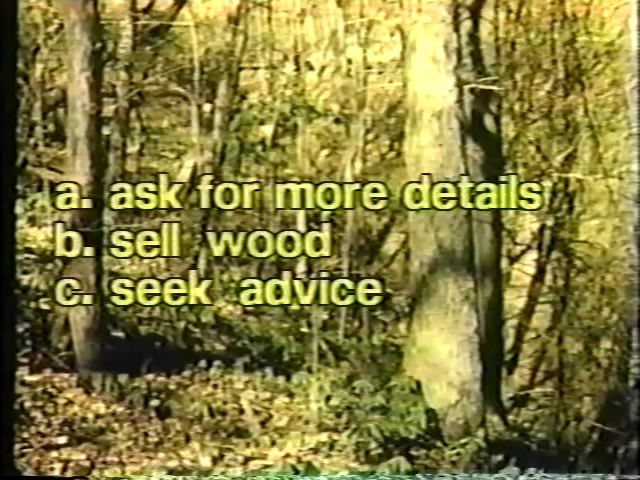 a. ask for more details
b. sell wood
c. seek advice